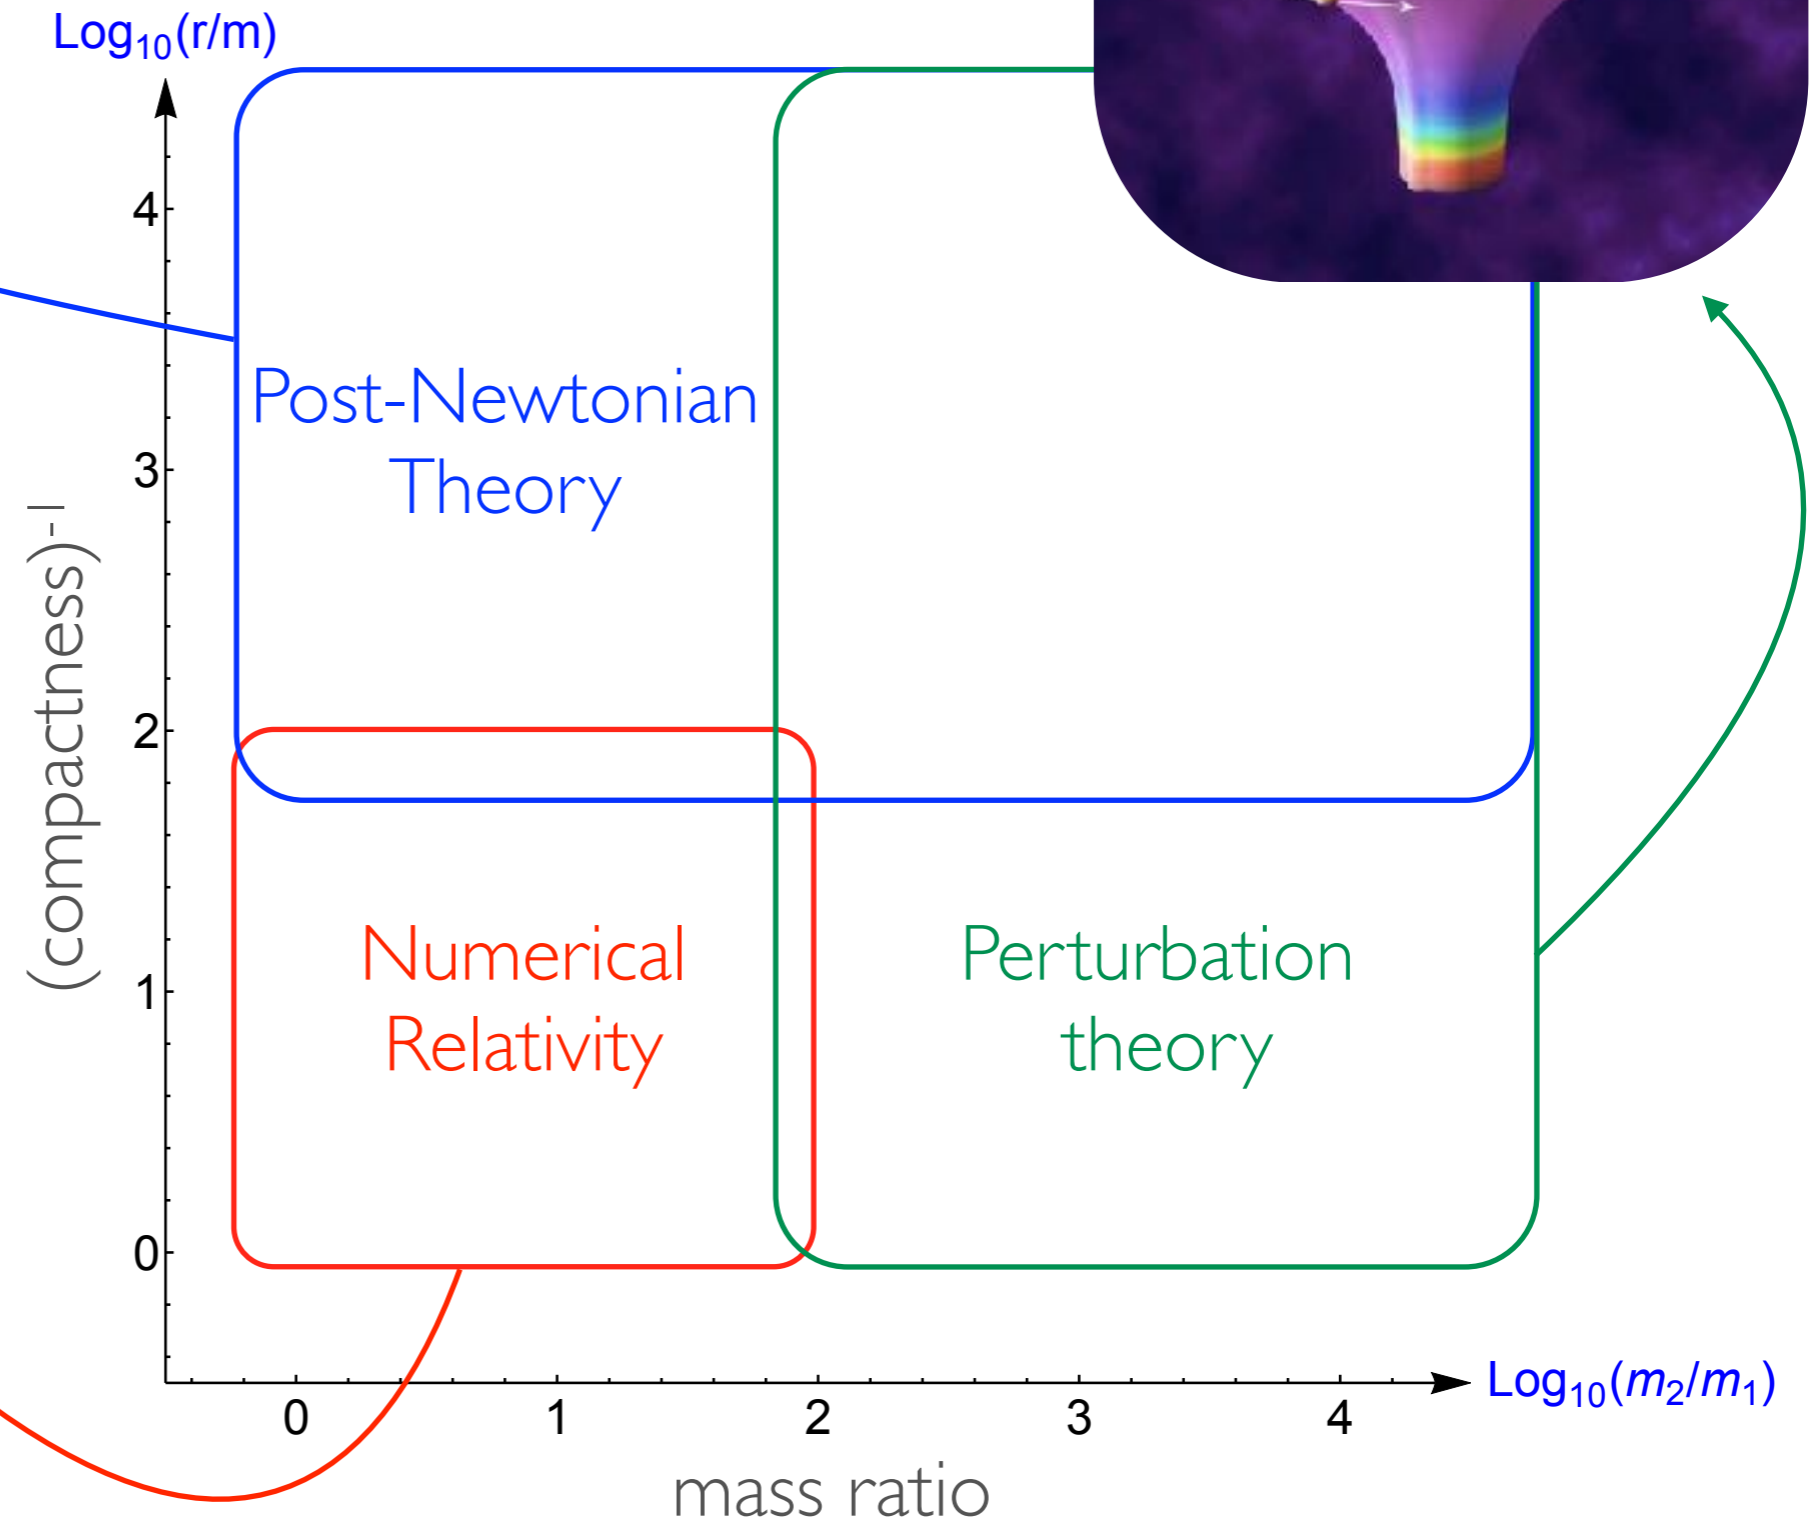 Log₁₀(r/m)
4
3
2
1
0
(compactness)⁻¹
Post-Newtonian
Theory
Numerical
Relativity
Perturbation
theory
0 1 2 3 4
Log₁₀(m₂/m₁)
mass ratio